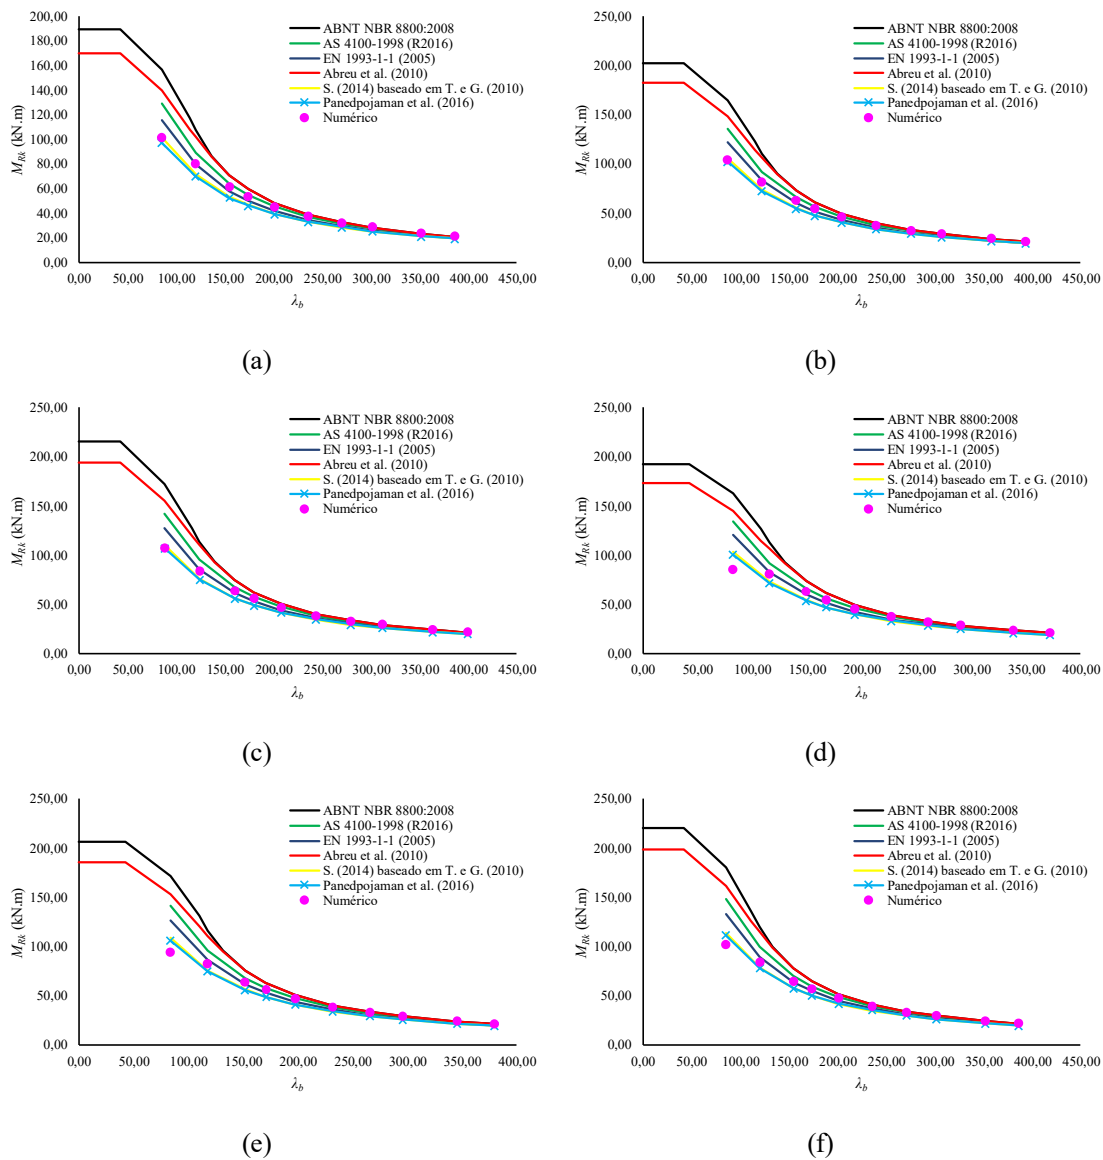 200,00
180,00
160,00
140,00
120,00
100,00
80,00
60,00
40,00
20,00
0,00
M_Rk (kN.m)
0,00 50,00 100,00 150,00 200,00 250,00 300,00 350,00 400,00 450,00
λ_b
ABNT NBR 8800:2008
AS 4100-1998 (R2016)
EN 1993-1-1 (2005)
Abreu et al. (2010)
S. (2014) baseado em T. e G. (2010)
Panedpojaman et al. (2016)
Numérico
(a)
250,00
200,00
150,00
100,00
50,00
0,00
M_Rk (kN.m)
0,00 50,00 100,00 150,00 200,00 250,00 300,00 350,00 400,00 450,00
λ_b
ABNT NBR 8800:2008
AS 4100-1998 (R2016)
EN 1993-1-1 (2005)
Abreu et al. (2010)
S. (2014) baseado em T. e G. (2010)
Panedpojaman et al. (2016)
Numérico
(b)
250,00
200,00
150,00
100,00
50,00
0,00
M_Rk (kN.m)
0,00 50,00 100,00 150,00 200,00 250,00 300,00 350,00 400,00 450,00
λ_b
ABNT NBR 8800:2008
AS 4100-1998 (R2016)
EN 1993-1-1 (2005)
Abreu et al. (2010)
S. (2014) baseado em T. e G. (2010)
Panedpojaman et al. (2016)
Numérico
(c)
250,00
200,00
150,00
100,00
50,00
0,00
M_Rk (kN.m)
0,00 50,00 100,00 150,00 200,00 250,00 300,00 350,00 400,00
λ_b
ABNT NBR 8800:2008
AS 4100-1998 (R2016)
EN 1993-1-1 (2005)
Abreu et al. (2010)
S. (2014) baseado em T. e G. (2010)
Panedpojaman et al. (2016)
Numérico
(d)
250,00
200,00
150,00
100,00
50,00
0,00
M_Rk (kN.m)
0,00 50,00 100,00 150,00 200,00 250,00 300,00 350,00 400,00
λ_b
ABNT NBR 8800:2008
AS 4100-1998 (R2016)
EN 1993-1-1 (2005)
Abreu et al. (2010)
S. (2014) baseado em T. e G. (2010)
Panedpojaman et al. (2016)
Numérico
(e)
250,00
200,00
150,00
100,00
50,00
0,00
M_Rk (kN.m)
0,00 50,00 100,00 150,00 200,00 250,00 300,00 350,00 400,00 450,00
λ_b
ABNT NBR 8800:2008
AS 4100-1998 (R2016)
EN 1993-1-1 (2005)
Abreu et al. (2010)
S. (2014) baseado em T. e G. (2010)
Panedpojaman et al. (2016)
Numérico
(f)